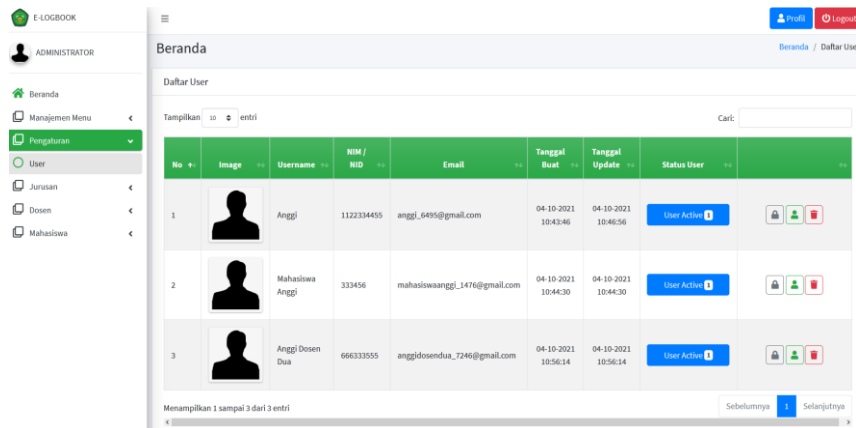 E-LOGBOOK
Profil
Logout
ADMINISTRATOR
Beranda
Beranda / Daftar Use
Daftar User
Beranda
Manajemen Menu
Pengaturan
User
Jurusan
Dosen
Mahasiswa
Tampilkan 10 entri
Cari:
No Image Username NIM / NID Email Tanggal Buat Tanggal Update Status User
1 Anggi 1122334455 anggi_6495@gmail.com 04-10-2021 10:43:46 04-10-2021 10:46:56 User Active 1
2 Mahasiswa Anggi 333456 mahasiswaanggi_1476@gmail.com 04-10-2021 10:44:30 04-10-2021 10:44:30 User Active 1
3 Anggi Dosen Dua 666333555 anggidosendua_7246@gmail.com 04-10-2021 10:56:14 04-10-2021 10:56:14 User Active 1
Menampilkan 1 sampai 3 dari 3 entri
Sebelumnya 1 Selanjutnya